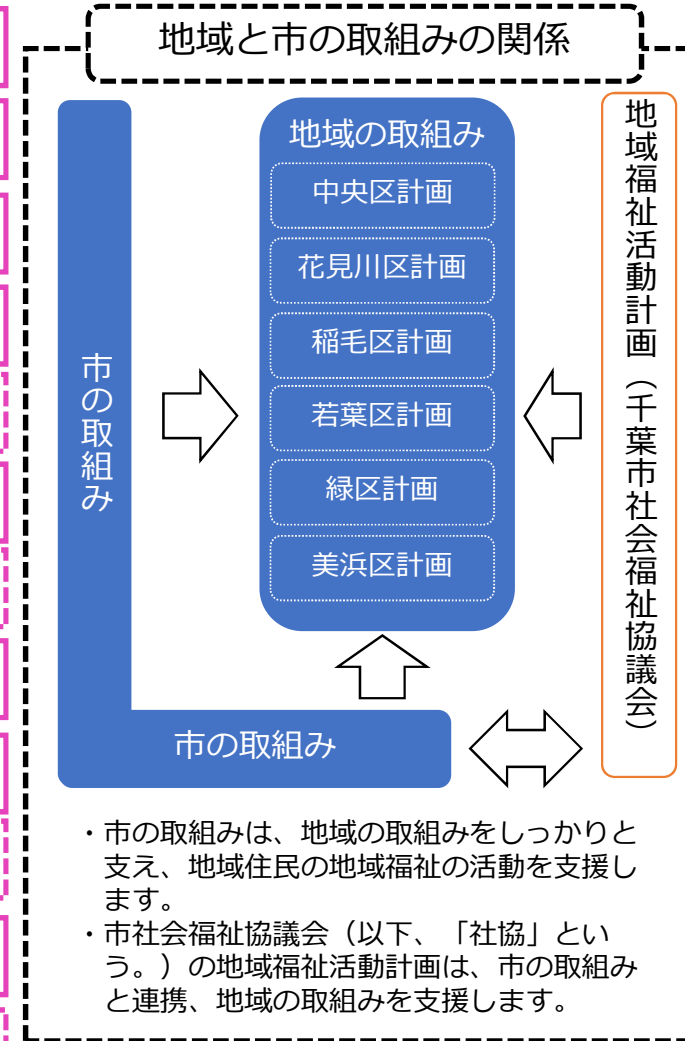 地域と市の取組みの関係
市の取組み
地域の取組み
中央区計画
花見川区計画
稲毛区計画
若葉区計画
緑区計画
美浜区計画
地域福祉活動計画（千葉市社会福祉協議会）
市の取組み
・市の取組みは、地域の取組みをしっかりと
支え、地域住民の地域福祉の活動を支援し
ます。
・市社会福祉協議会（以下、「社協」とい
う。）の地域福祉活動計画は、市の取組み
と連携、地域の取組みを支援します。